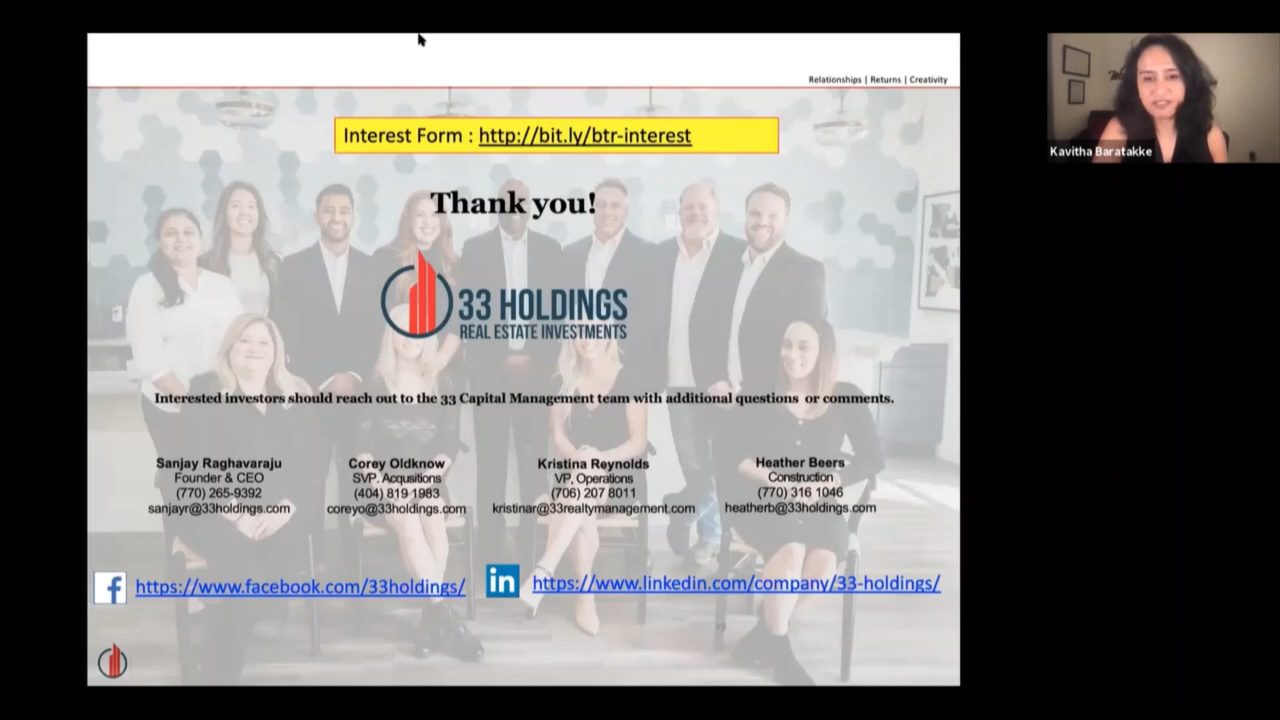 Relationships | Returns | Creativity
Kavitha Baratakke
Interest Form : http://bit.ly/btr-interest
Thank you!
33 HOLDINGS
REAL ESTATE INVESTMENTS
Interested investors should reach out to the 33 Capital Management team with additional questions or comments.
Sanjay Raghavaraju
Founder & CEO
(770) 265-9392
sanjayr@33holdings.com
Corey Oldknow
SVP. Acqusitions
(404) 819 1983
coreyo@33holdings.com
Kristina Reynolds
VP, Operations
(706) 207 8011
kristinar@33realtymanagement.com
Heather Beers
Construction
(770) 316 1046
heatherb@33holdings.com
f https://www.facebook.com/33holdings/
in https://www.linkedin.com/company/33-holdings/